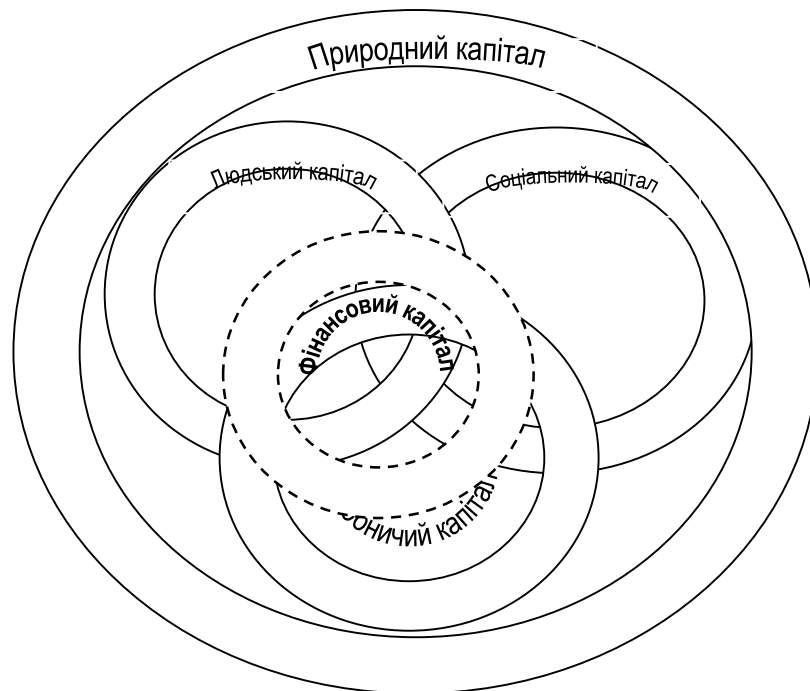 Природний капітал
Людський капітал
Соціальний капітал
Фінансовий капітал
капітал